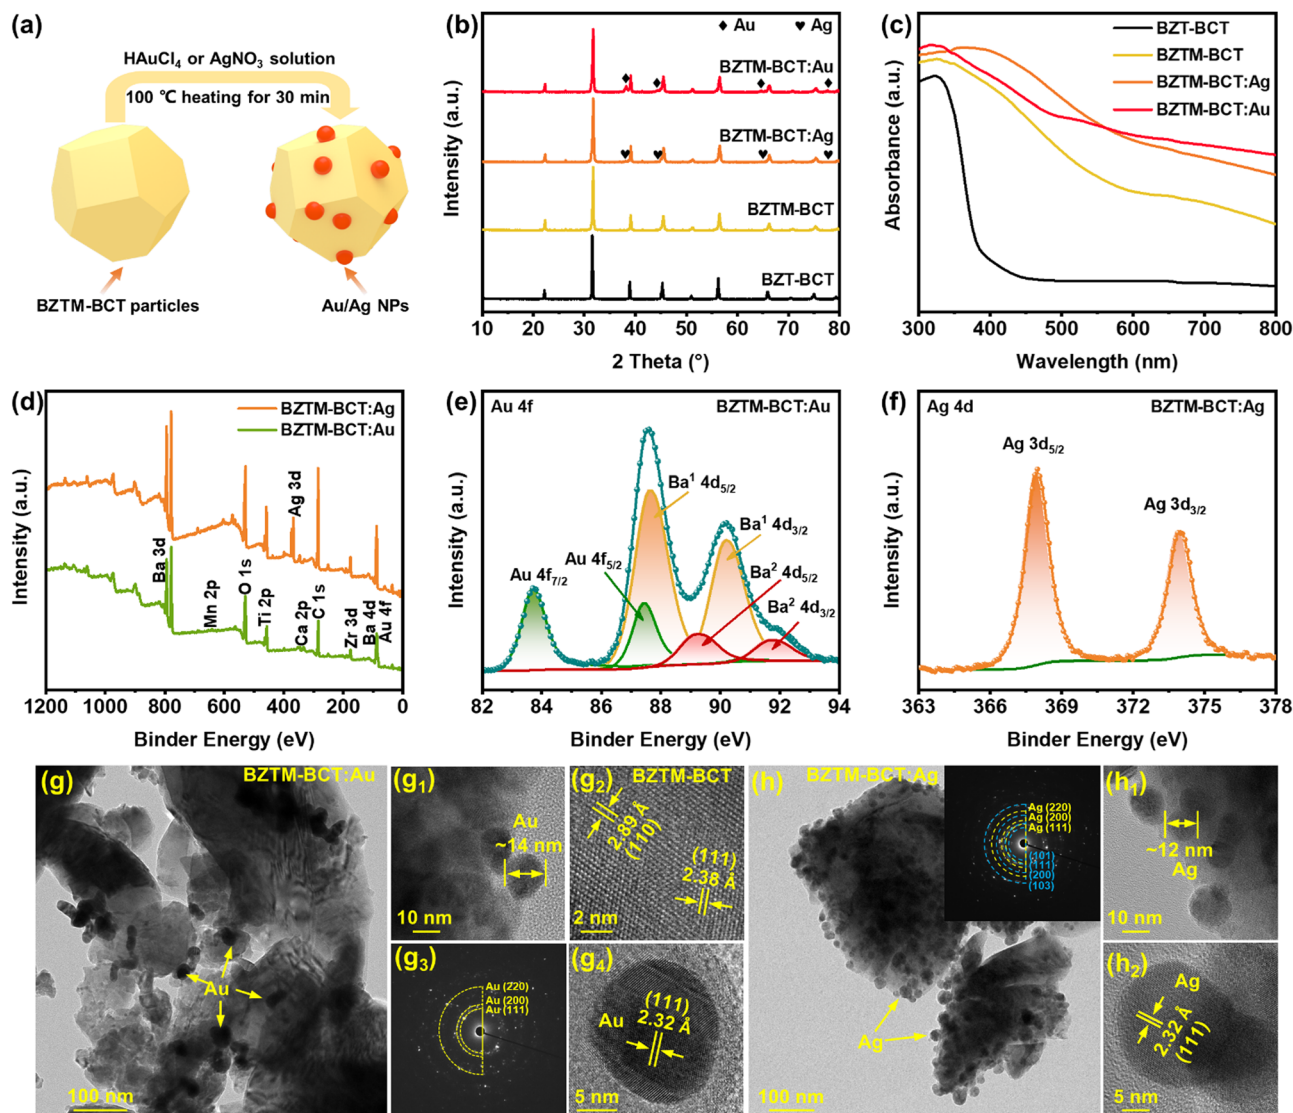 (a)
HAuCl4 or AgNO3 solution
100 ℃ heating for 30 min
BZTM-BCT particles
Au/Ag NPs
(b)
Au
Ag
BZTM-BCT:Au
BZTM-BCT:Ag
BZTM-BCT
BZT-BCT
Intensity (a.u.)
10 20 30 40 50 60 70 80
2 Theta (°)
(c)
BZT-BCT
BZTM-BCT
BZTM-BCT:Ag
BZTM-BCT:Au
Absorbance (a.u.)
300 400 500 600 700 800
Wavelength (nm)
(d)
BZTM-BCT:Ag
BZTM-BCT:Au
Intensity (a.u.)
Ba 3d
Mn 2p
O 1s
Ti 2p
Ag 3d
Ca 2p
C 1s
Zr 3d
Ba 4d
Au 4f
1200 1000 800 600 400 200 0
Binder Energy (eV)
(e)
Au 4f
BZTM-BCT:Au
Intensity (a.u.)
Au 4f7/2
Au 4f5/2
Ba1 4d5/2
Ba1 4d3/2
Ba2 4d5/2
Ba2 4d3/2
82 84 86 88 90 92 94
Binder Energy (eV)
(f)
Ag 4d
BZTM-BCT:Ag
Intensity (a.u.)
Ag 3d5/2
Ag 3d3/2
363 366 369 372 375 378
Binder Energy (eV)
(g)
BZTM-BCT:Au
Au
100 nm
(g1)
Au
~14 nm
10 nm
(g2)
BZTM-BCT
2.89 Å
(110)
(111)
2.38 Å
2 nm
(g3)
Au (220)
Au (200)
Au (111)
(g4)
(111)
2.32 Å
Au
5 nm
(h)
BZTM-BCT:Ag
Ag (220)
Ag (200)
Ag (111)
(101)
(111)
(200)
(103)
Ag
100 nm
(h1)
~12 nm
Ag
10 nm
(h2)
Ag
2.32 Å
(111)
5 nm